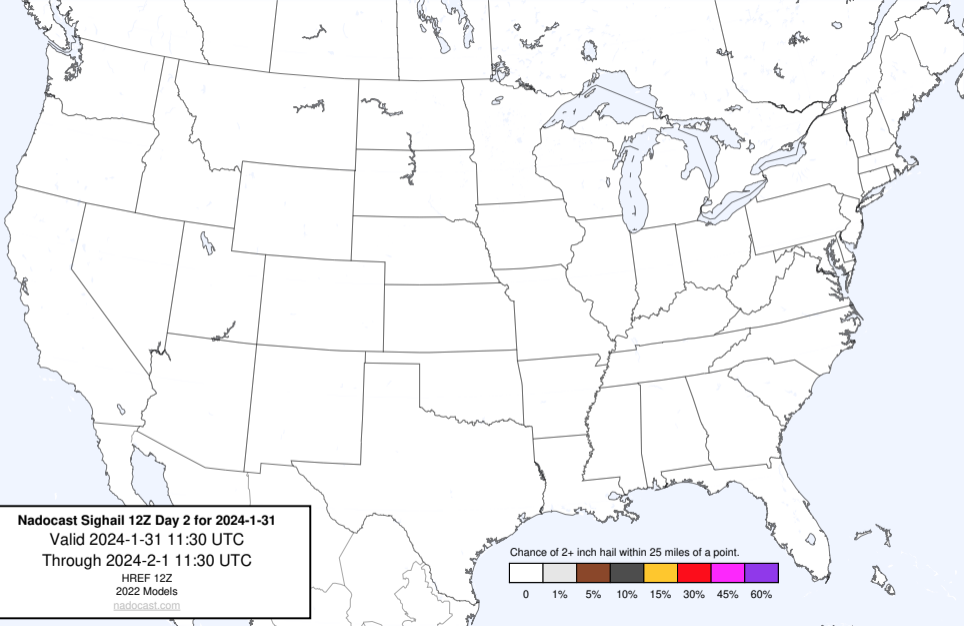 Nadocast Sighail 12Z Day 2 for 2024-1-31
Valid 2024-1-31 11:30 UTC
Through 2024-2-1 11:30 UTC
HREF 12Z
2022 Models
nadocast.com
Chance of 2+ inch hail within 25 miles of a point.
0 1% 5% 10% 15% 30% 45% 60%